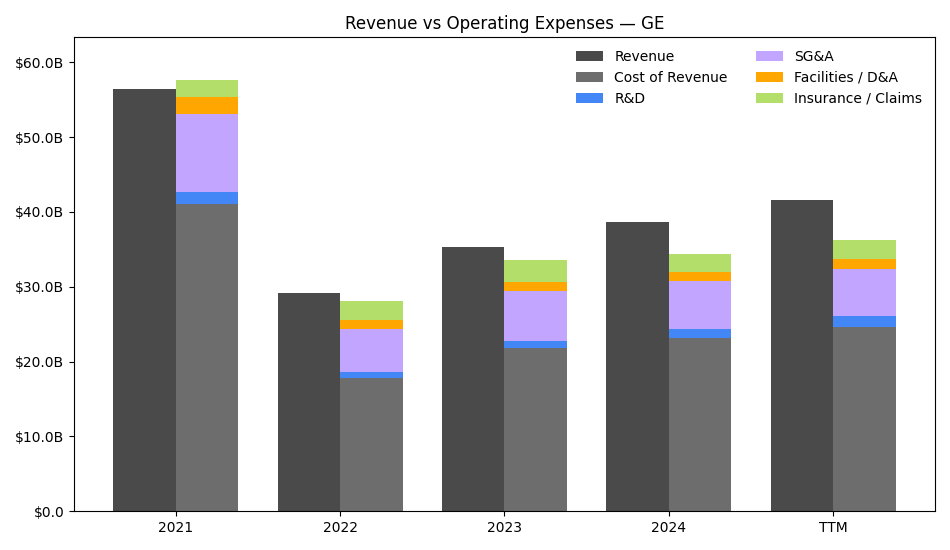 Revenue vs Operating Expenses — GE
$60.0B
$50.0B
$40.0B
$30.0B
$20.0B
$10.0B
$0.0
Revenue
Cost of Revenue
R&D
SG&A
Facilities / D&A
Insurance / Claims
2021
2022
2023
2024
TTM